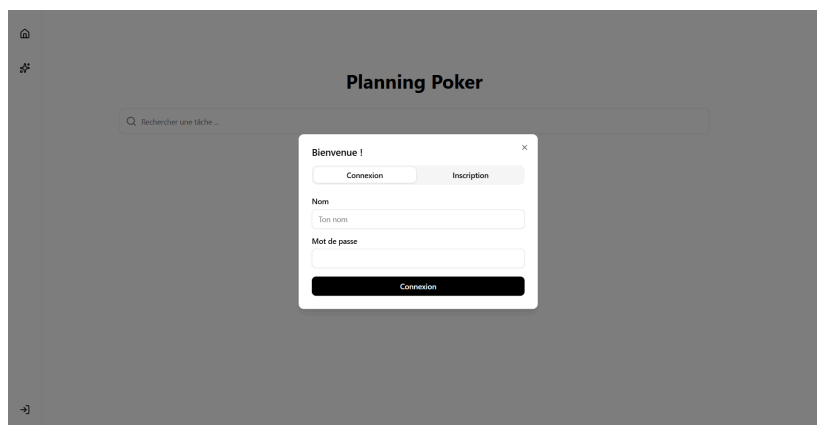 Planning Poker
Rechercher une tâche ...
Bienvenue !
Connexion Inscription
Nom
Ton nom
Mot de passe
Connexion